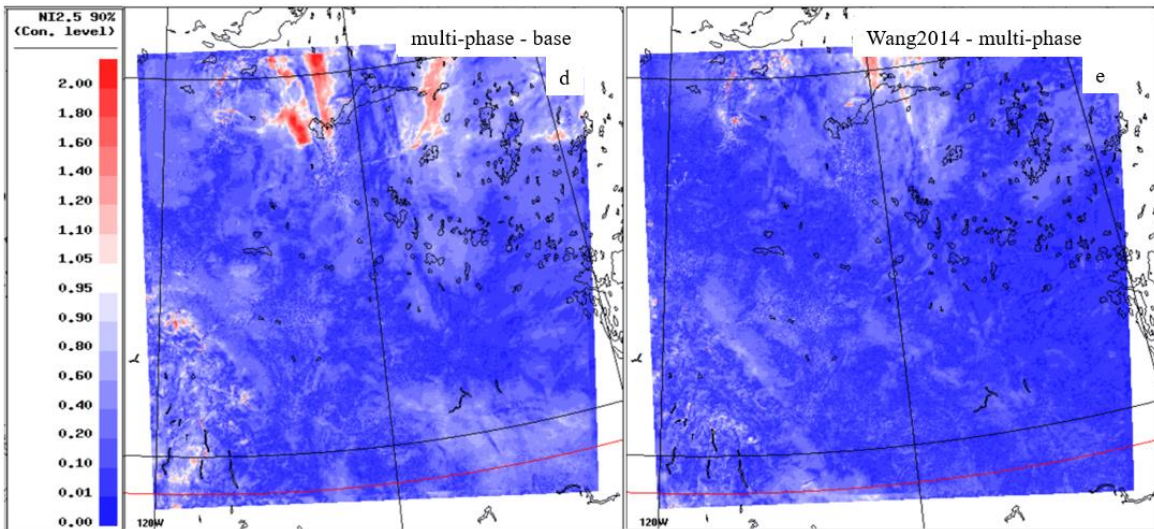 NI2.5 90%
(Con. level)
2.00
1.80
1.60
1.40
1.20
1.10
1.05
0.95
0.90
0.80
0.60
0.40
0.20
0.10
0.01
0.00
multi-phase - base
d
120W
Wang2014 - multi-phase
e
120W